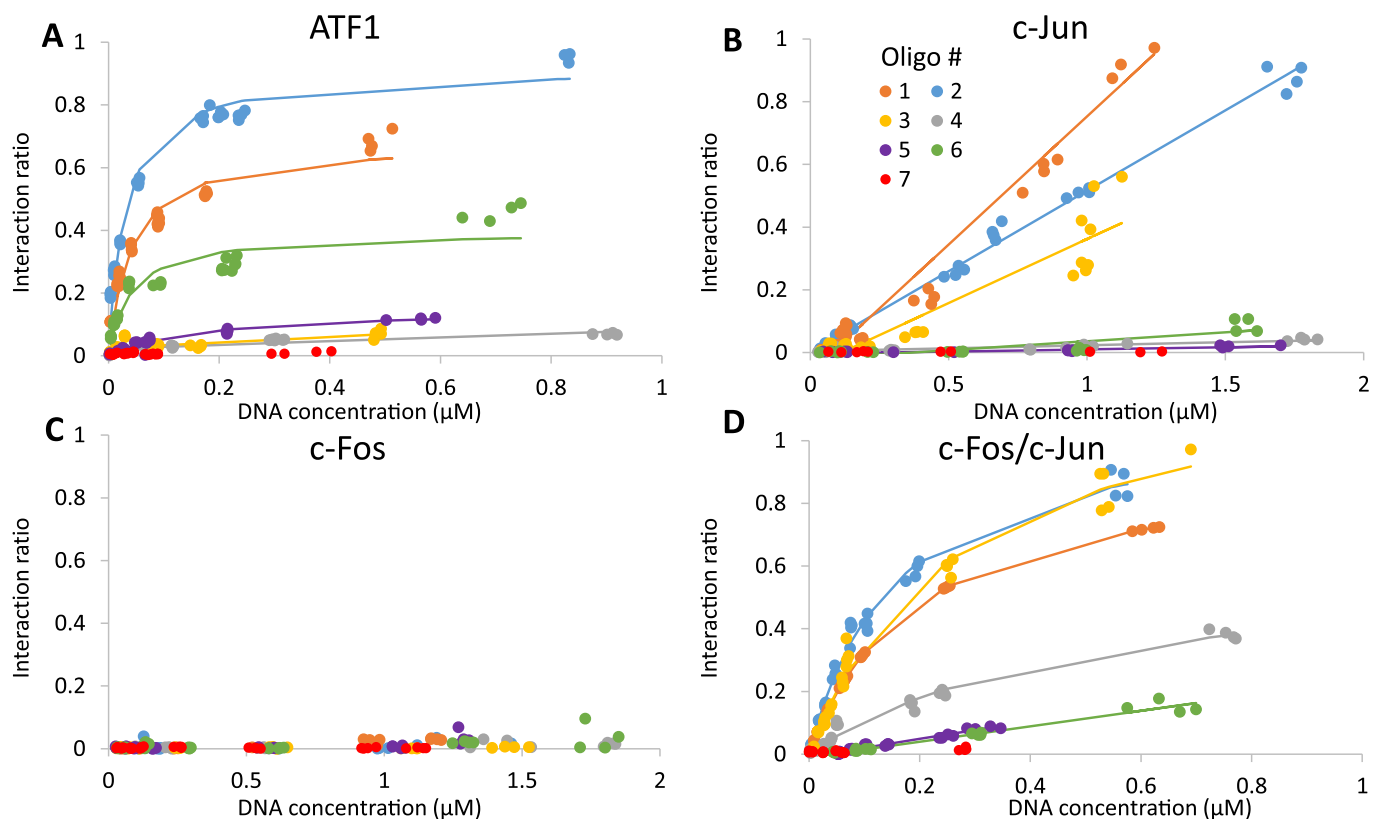 A
ATF1
Interaction ratio
1
0.8
0.6
0.4
0.2
0
0 0.2 0.4 0.6 0.8 1
DNA concentration (μM)
B
c-Jun
Oligo #
1 2
3 4
5 6
7
Interaction ratio
1
0.8
0.6
0.4
0.2
0
0 0.5 1 1.5 2
DNA concentration (μM)
C
c-Fos
Interaction ratio
1
0.8
0.6
0.4
0.2
0
0 0.5 1 1.5 2
DNA concentration (μM)
D
c-Fos/c-Jun
Interaction ratio
1
0.8
0.6
0.4
0.2
0
0 0.2 0.4 0.6 0.8 1
DNA concentration (μM)